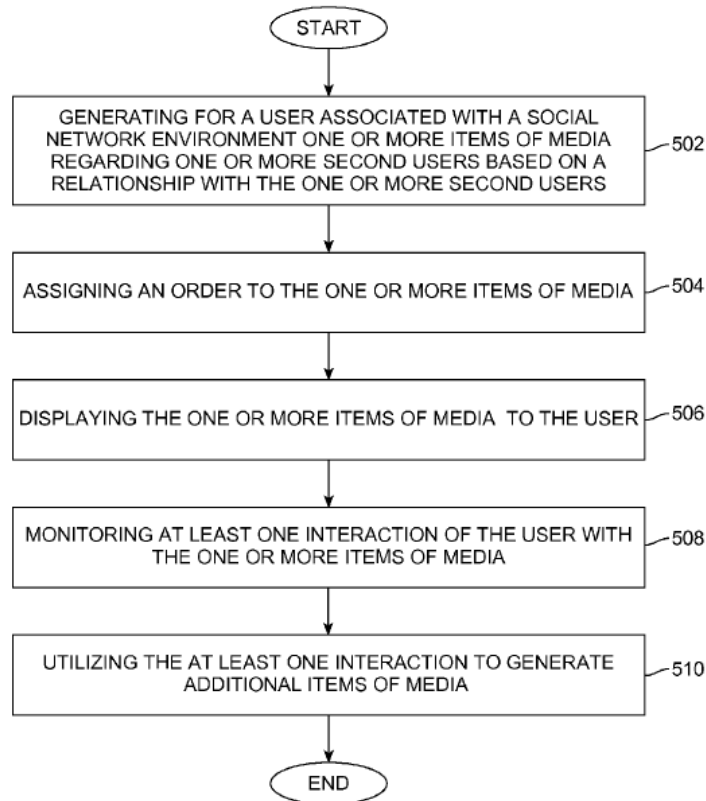 START
GENERATING FOR A USER ASSOCIATED WITH A SOCIAL
NETWORK ENVIRONMENT ONE OR MORE ITEMS OF MEDIA
REGARDING ONE OR MORE SECOND USERS BASED ON A
RELATIONSHIP WITH THE ONE OR MORE SECOND USERS.
502
ASSIGNING AN ORDER TO THE ONE OR MORE ITEMS OF MEDIA
504
DISPLAYING THE ONE OR MORE ITEMS OF MEDIA TO THE USER
506
MONITORING AT LEAST ONE INTERACTION OF THE USER WITH
THE ONE OR MORE ITEMS OF MEDIA
508
UTILIZING THE AT LEAST ONE INTERACTION TO GENERATE
ADDITIONAL ITEMS OF MEDIA
510
END